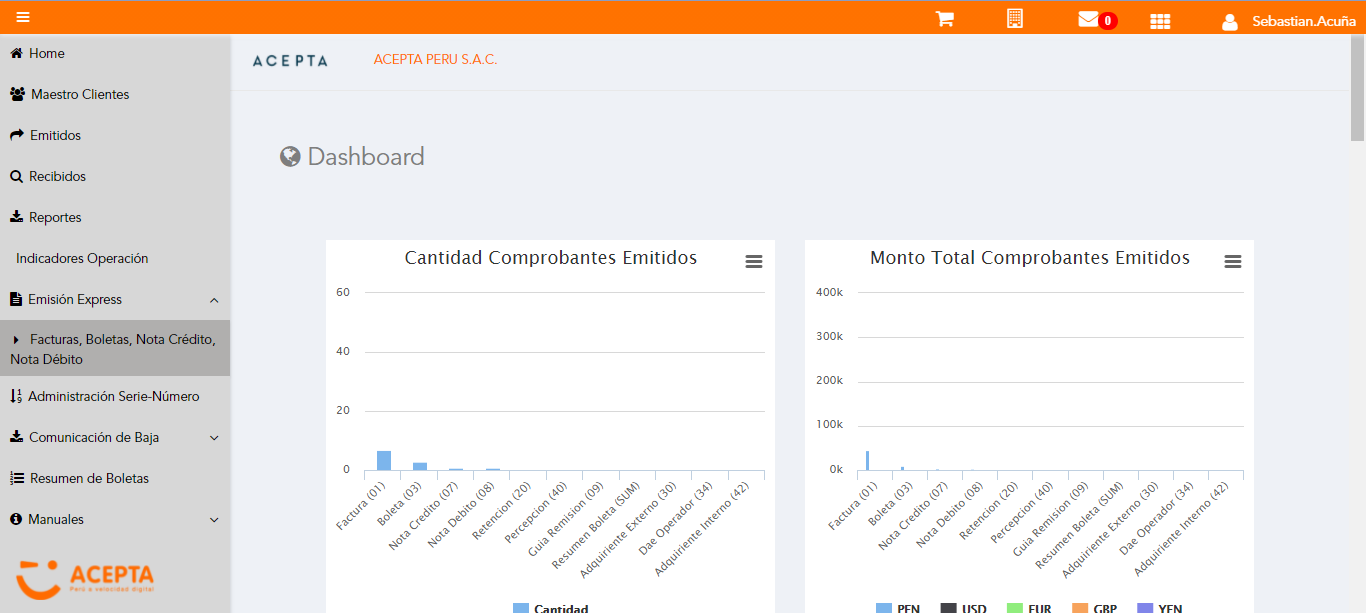 0
Sebastian.Acuña
Home
Maestro Clientes
Emitidos
Recibidos
Reportes
Indicadores Operación
Emisión Express
Facturas, Boletas, Nota Crédito,
Nota Débito
Administración Serie-Número
Comunicación de Baja
Resumen de Boletas
Manuales
ACEPTA
Perú a velocidad digital
ACEPTA
ACEPTA PERU S.A.C.
Dashboard
Cantidad Comprobantes Emitidos
60
40
20
0
Factura (01)
Boleta (03)
Nota Credito (07)
Nota Debito (08)
Retencion (20)
Percepcion (40)
Guia Remision (09)
Resumen Boleta (SUM)
Adquiriente Externo (30)
Dae Operador (34)
Adquiriente Interno (42)
Cantidad
Monto Total Comprobantes Emitidos
400k
300k
200k
100k
0k
Factura (01)
Boleta (03)
Nota Credito (07)
Nota Debito (08)
Retencion (20)
Percepcion (40)
Guia Remision (09)
Resumen Boleta (SUM)
Adquiriente Externo (30)
Dae Operador (34)
Adquiriente Interno (42)
PEN USD EUR GBP YEN